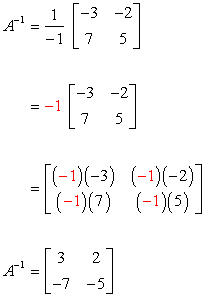 A⁻¹ = 1/-1 [-3 -2
7 5]
= -1 [-3 -2
7 5]
= [(-1)(-3) (-1)(-2)
(-1)(7) (-1)(5)]
A⁻¹ = [3 2
-7 -5]